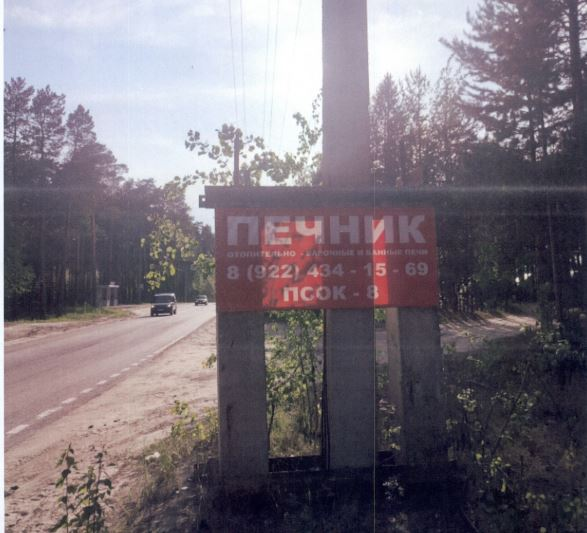 ПЕЧНИК
ОТОПИТЕЛЬНО - ВАРОЧНЫЕ И БАННЫЕ ПЕЧИ
8 (922) 434 - 15 - 69
ПСОК - 8